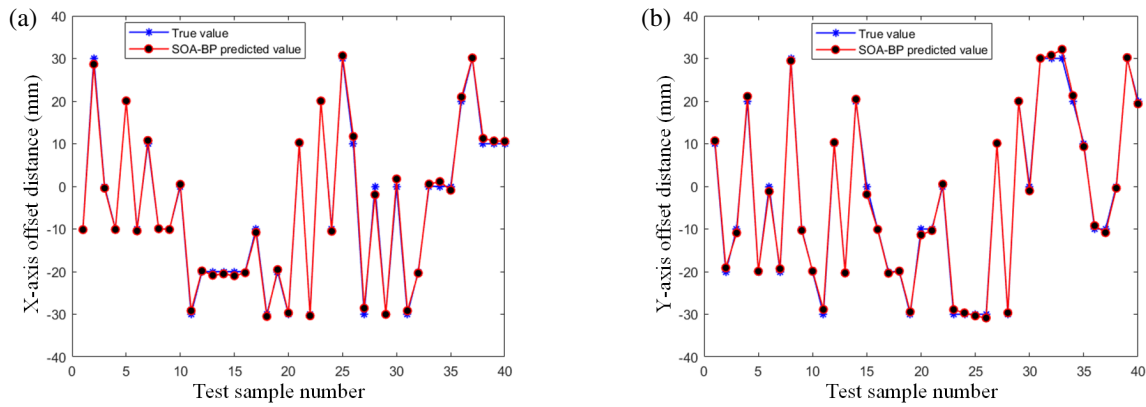 (a)
True value
SOA-BP predicted value
X-axis offset distance (mm)
40
30
20
10
0
-10
-20
-30
-40
0 5 10 15 20 25 30 35 40
Test sample number
(b)
True value
SOA-BP predicted value
Y-axis offset distance (mm)
40
30
20
10
0
-10
-20
-30
-40
0 5 10 15 20 25 30 35 40
Test sample number